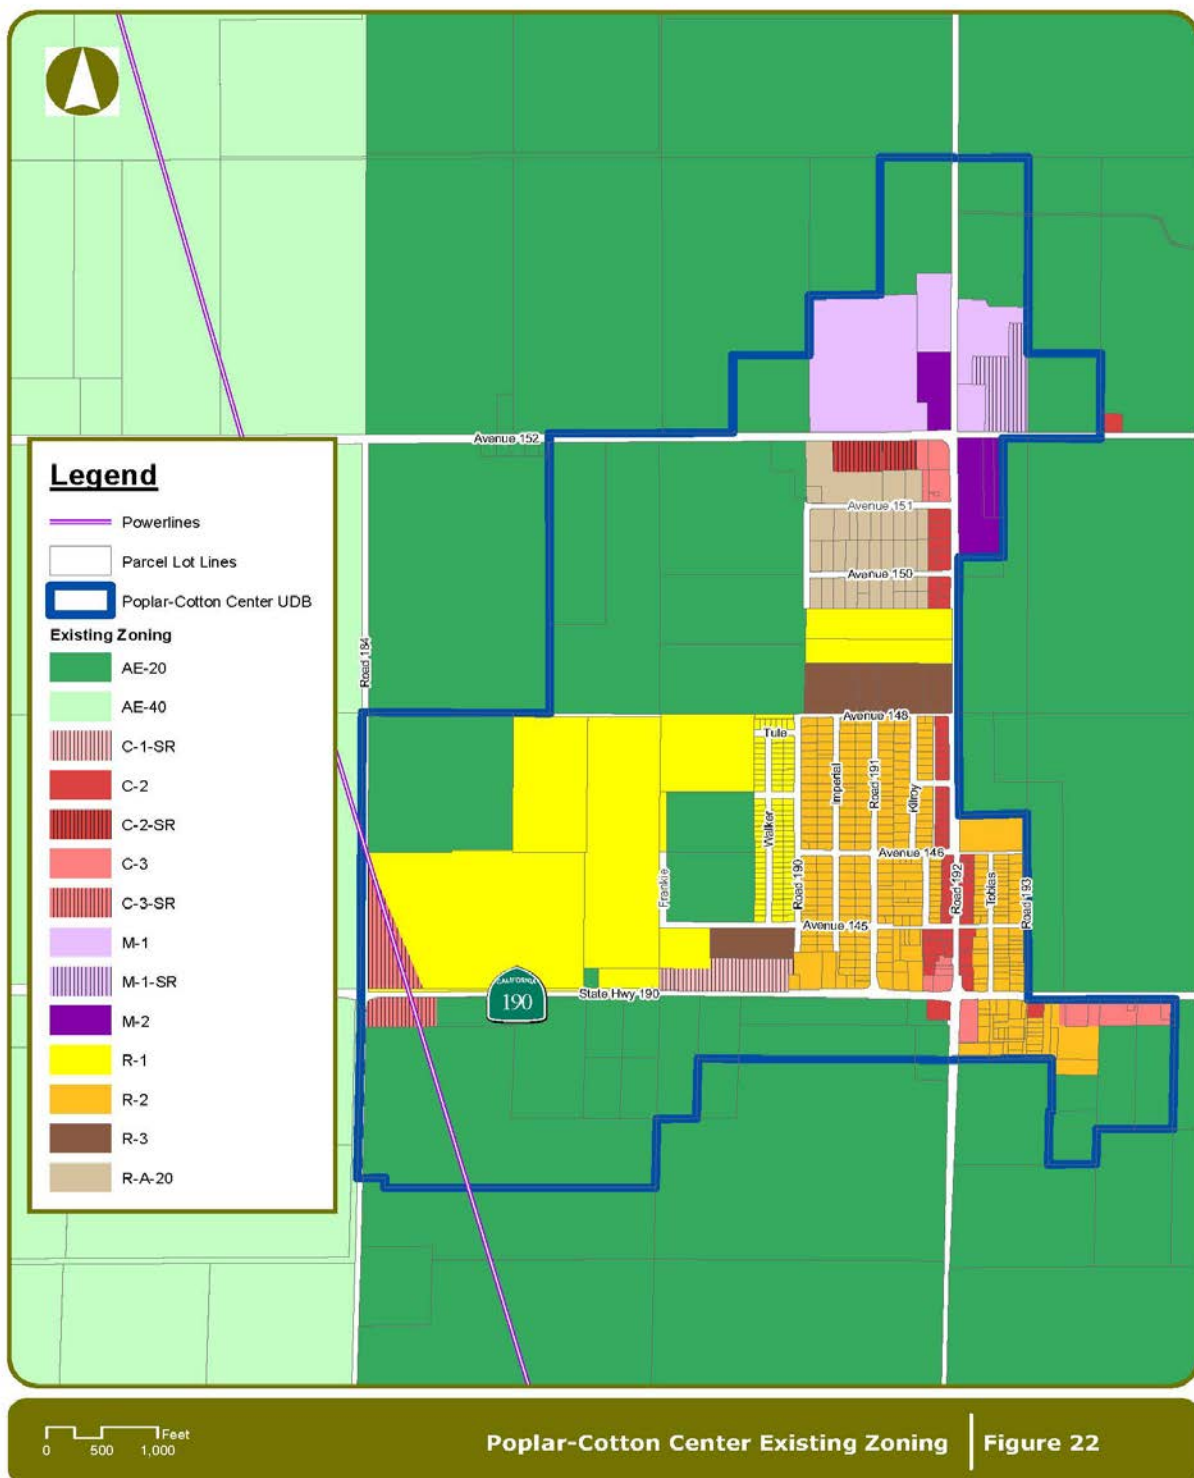 Avenue 152
Legend
Powerlines
Parcel Lot Lines
Poplar-Cotton Center UDB
Existing Zoning
AE-20
AE-40
C-1-SR
C-2
C-2-SR
C-3
C-3-SR
M-1
M-1-SR
M-2
R-1
R-2
R-3
R-A-20
Road 184
Avenue 151
Avenue 150
Avenue 148
Tule
Imperial
Road 191
Kilroy
Walker
Avenue 146
Road 190
Frankie
Road 192
Tobias
Road 193
Avenue 145
CALIFORNIA
190
State Hwy 190
Feet
0 500 1,000
Poplar-Cotton Center Existing Zoning
Figure 22